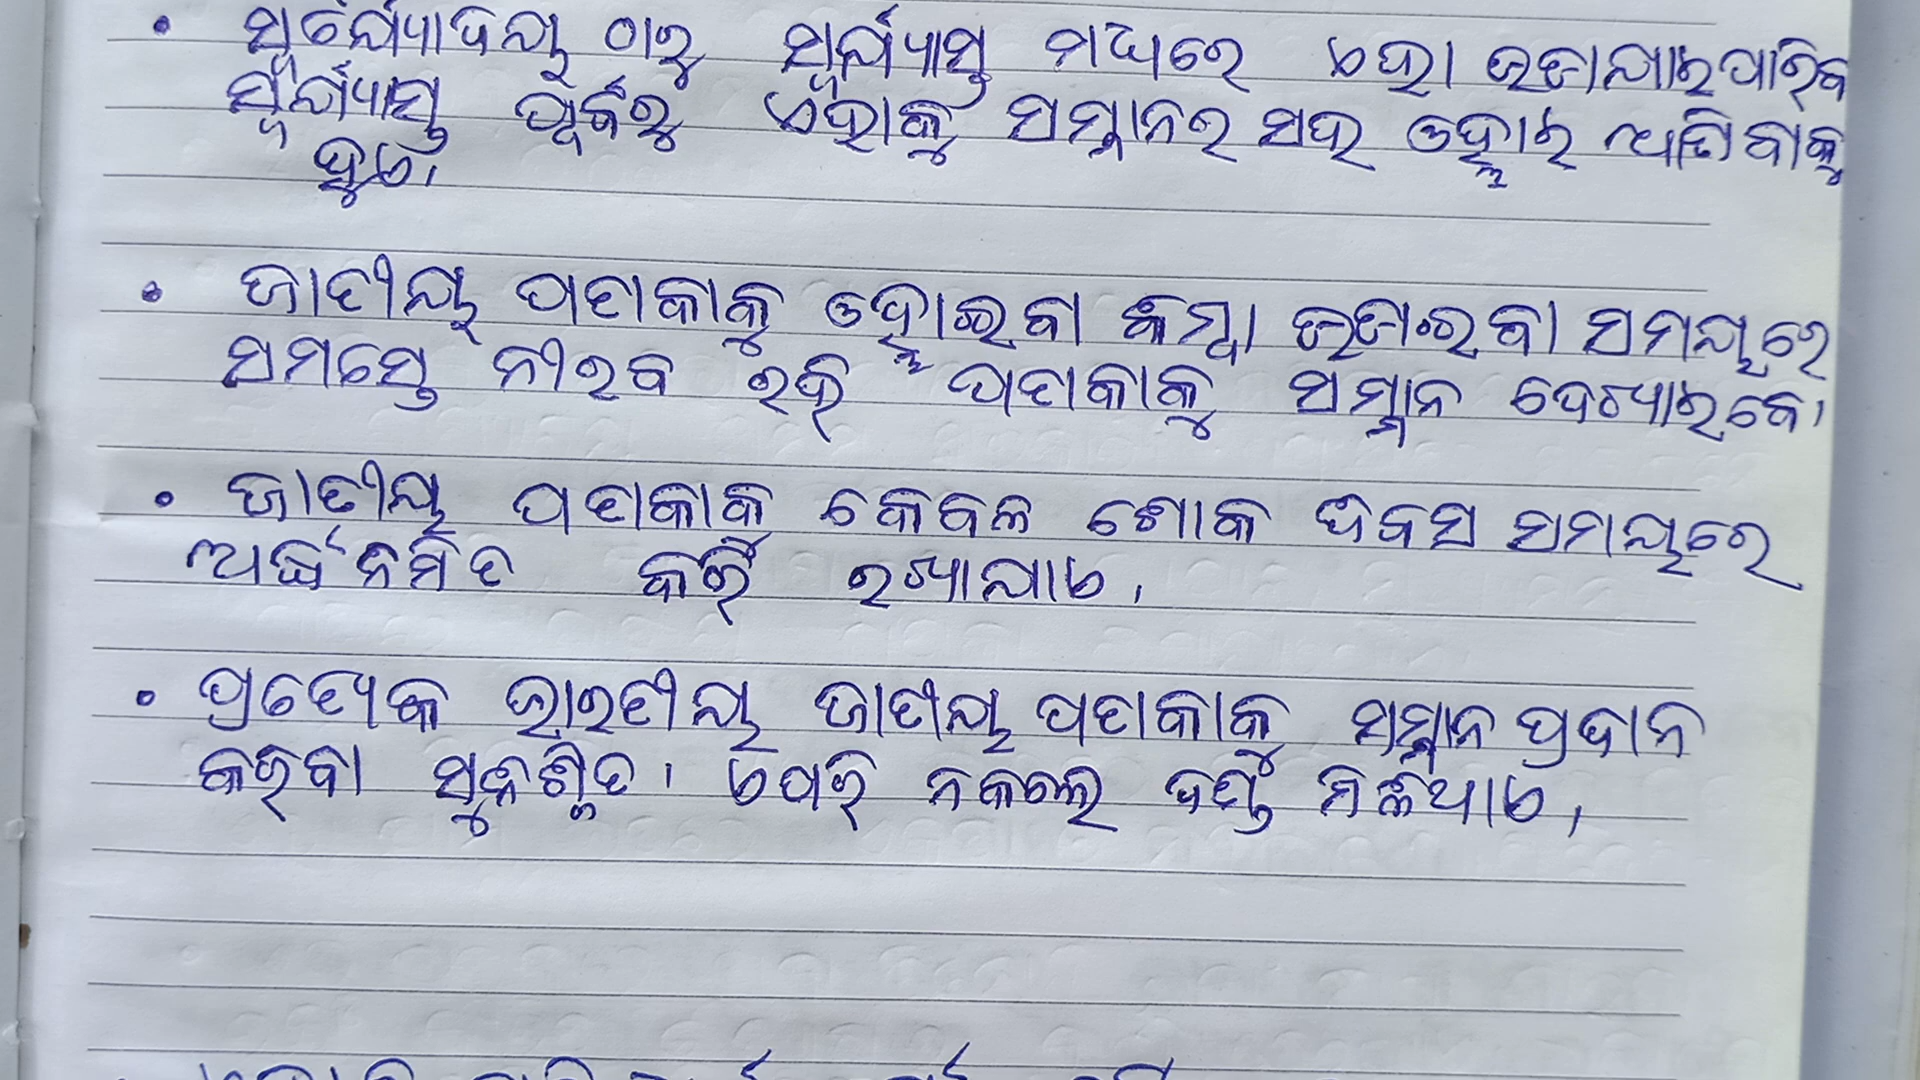 • ସୂର୍ଯ୍ୟୋଦୟ ଠାରୁ ସୂର୍ଯ୍ୟାସ୍ତ ମଧ୍ୟରେ ଏହା ଉଡାଯାଇପାରିବ
ସୂର୍ଯ୍ୟାସ୍ତ ପୂର୍ବରୁ ଏହାକୁ ସମ୍ମାନର ସହ ଓହ୍ଲାଇ ଆଣିବାକୁ
ହୁଏ।
• ଜାତୀୟ ପତାକାକୁ ଓହ୍ଲାଇବା କିମ୍ବା ଉଡାଇବା ସମୟରେ
ସମସ୍ତେ ନୀରବ ରହି ପତାକାକୁ ସମ୍ମାନ ଦେଖାଇବେ।
• ଜାତୀୟ ପତାକାକ କେବଳ ଶୋକ ଦିବସ ସମୟରେ
ଅର୍ଦ୍ଧନମିତ କରି ରଖାଯାଏ।
• ପ୍ରତ୍ୟେକ ଭାରତୀୟ ଜାତୀୟ ପତାକାକୁ ସମ୍ମାନ ପ୍ରଦାନ
କରିବା ସୁନିଶ୍ଚିତ। ଏପରି ନକଲେ ଦଣ୍ଡ ମିଳିଥାଏ।